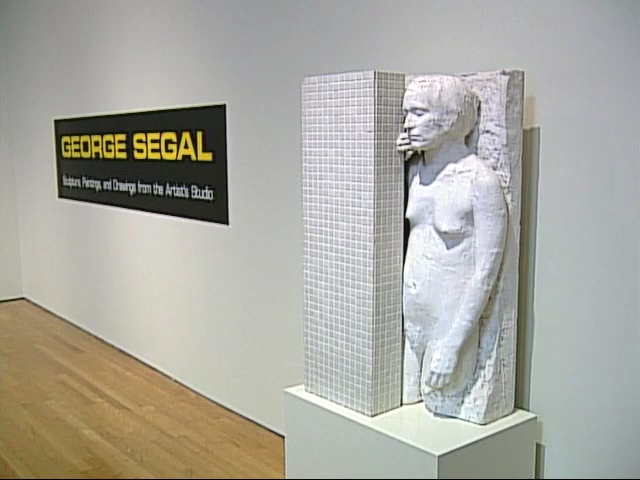 GEORGE SEGAL
Sculpture, Paintings, and Drawings from the Artist's Studio